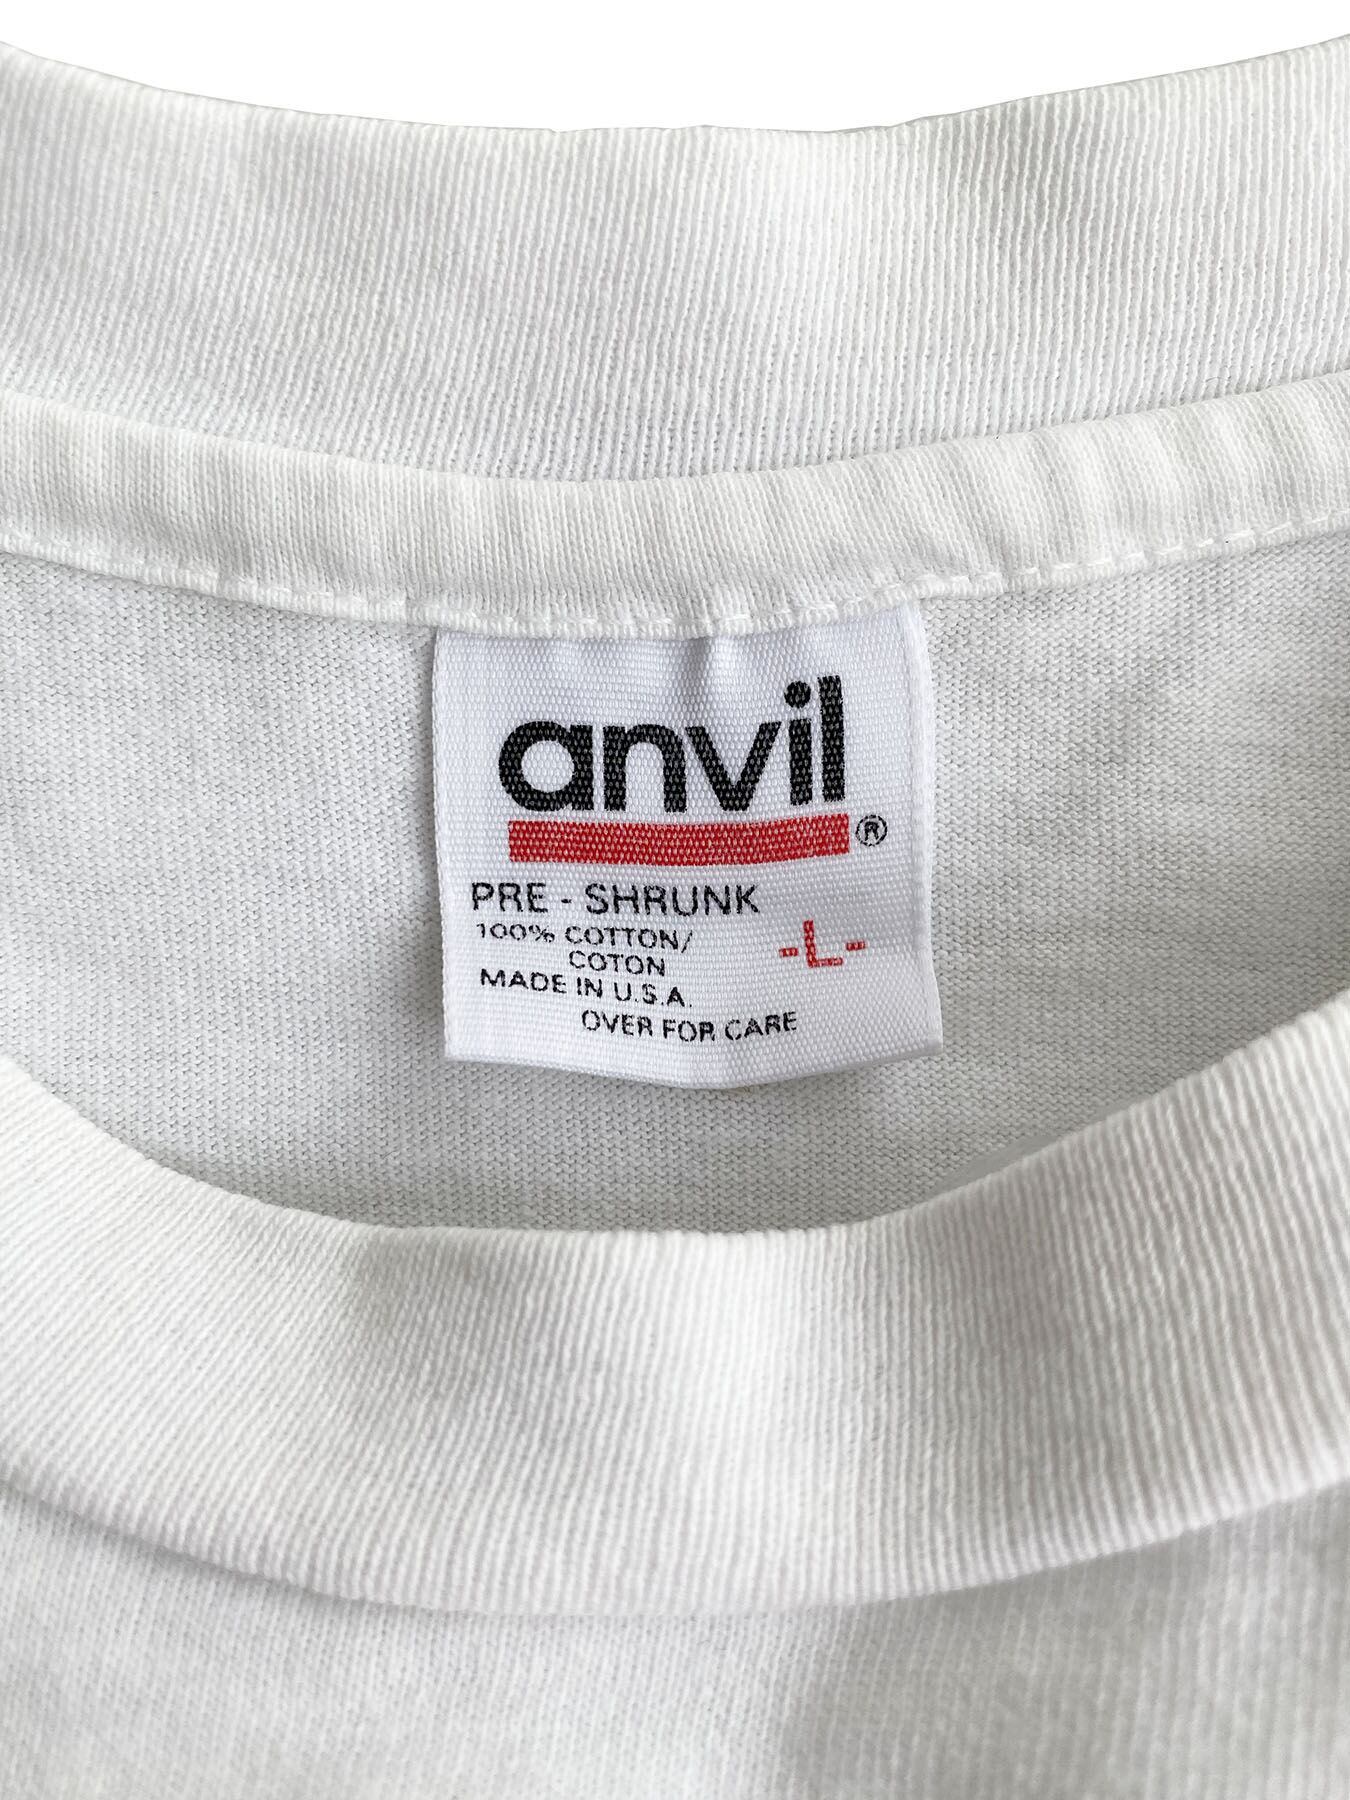 anvil®
PRE - SHRUNK
100% COTTON/
COTON
-L-
MADE IN U.S.A.
OVER FOR CARE